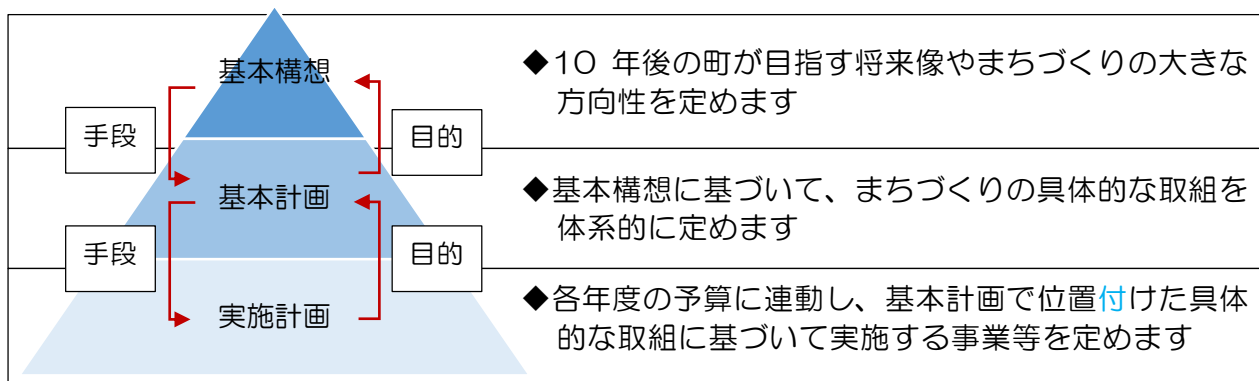 基本構想
◆10 年後の町が目指す将来像やまちづくりの大きな
方向性を定めます
手段
目的
基本計画
◆基本構想に基づいて、まちづくりの具体的な取組を
体系的に定めます
手段
目的
実施計画
◆各年度の予算に連動し、基本計画で位置付けた具体
的な取組に基づいて実施する事業等を定めます